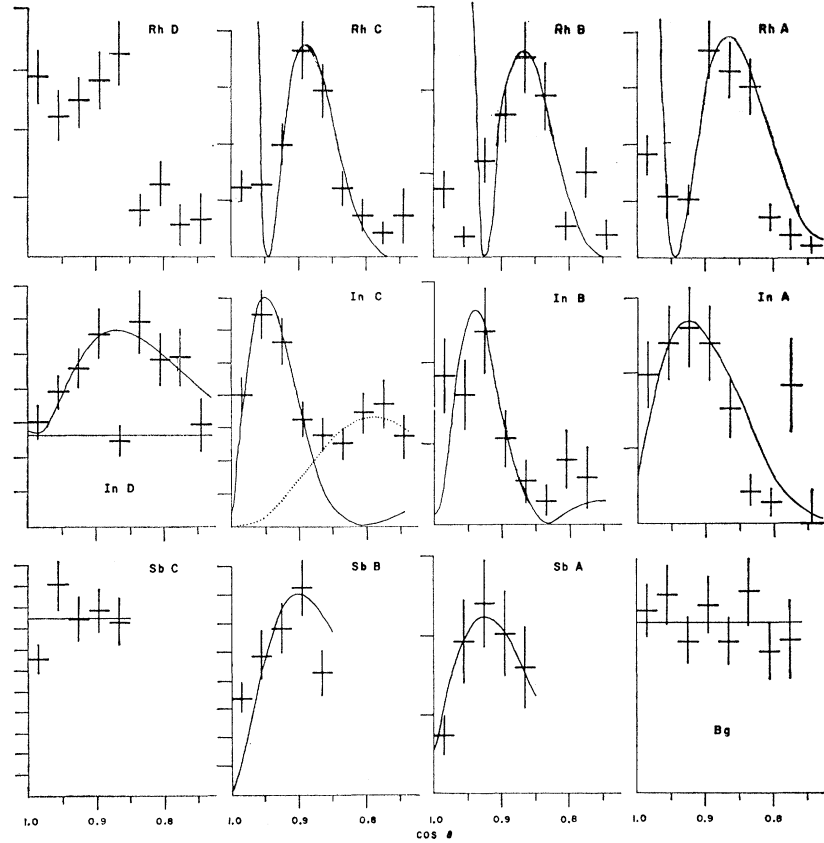 Rh D
Rh C
Rh B
Rh A
In D
In C
In B
In A
Sb C
Sb B
Sb A
Bg
1.0 0.9 0.8 1.0 0.9 0.8 1.0 0.9 0.8 1.0 0.9 0.8
COS θ